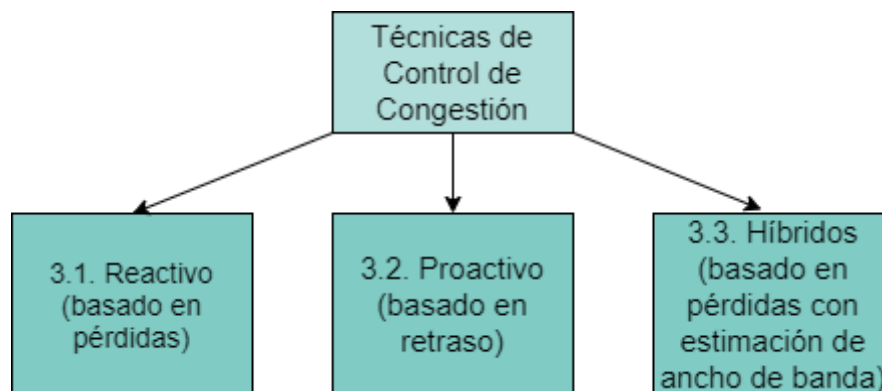 Técnicas de
Control de
Congestión
3.1. Reactivo
(basado en
pérdidas)
3.2. Proactivo
(basado en
retraso)
3.3. Híbridos
(basado en
pérdidas con
estimación de
ancho de banda)